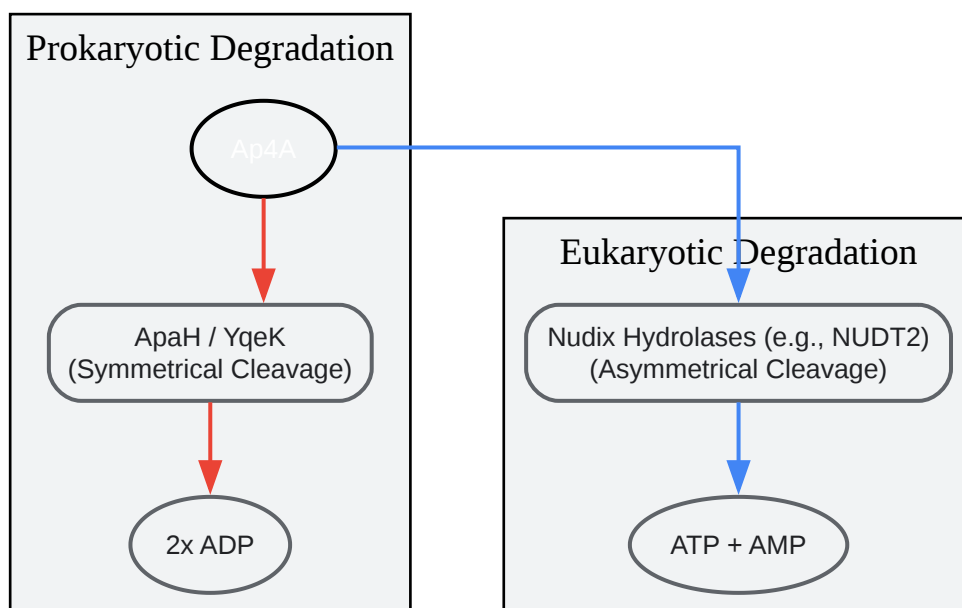 Prokaryotic Degradation
Ap4A
Eukaryotic Degradation
ApaH / YqeK
(Symmetrical Cleavage)
Nudix Hydrolases (e.g., NUDT2)
(Asymmetrical Cleavage)
2x ADP
ATP + AMP